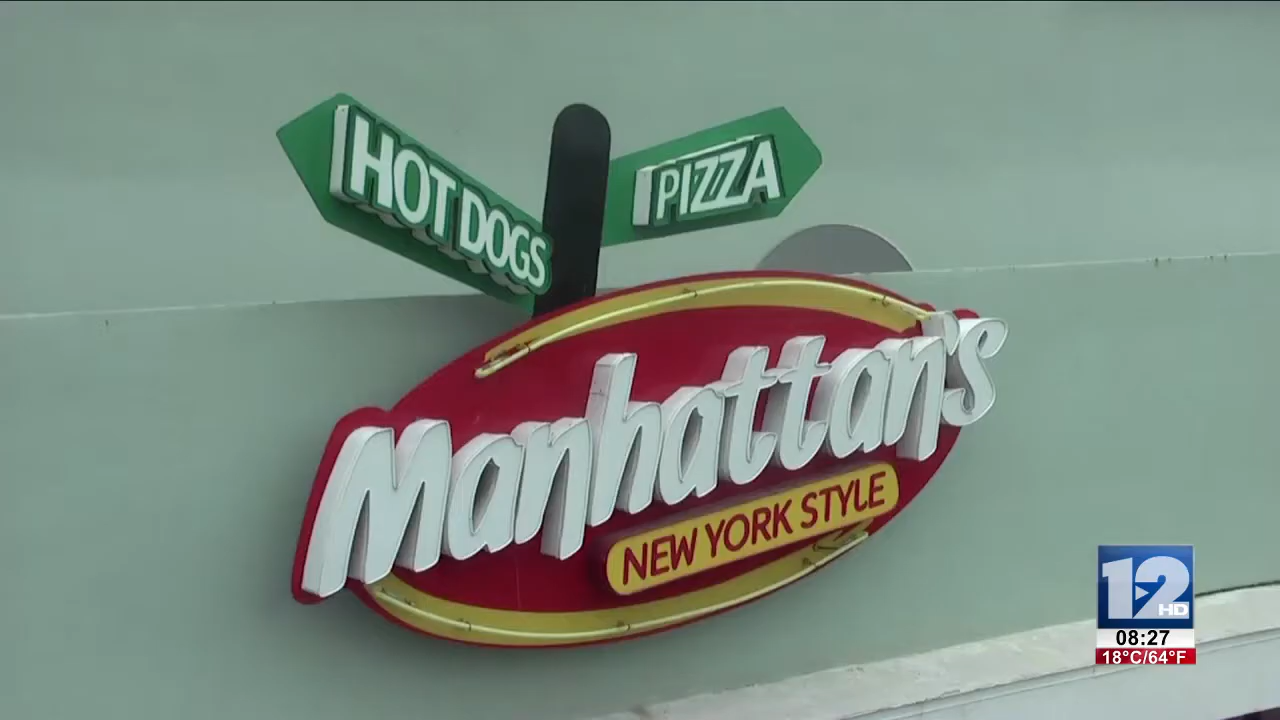 HOT DOGS
PIZZA
Manhattan's
NEW YORK STYLE
12
HD
08:27
18°C/64°F